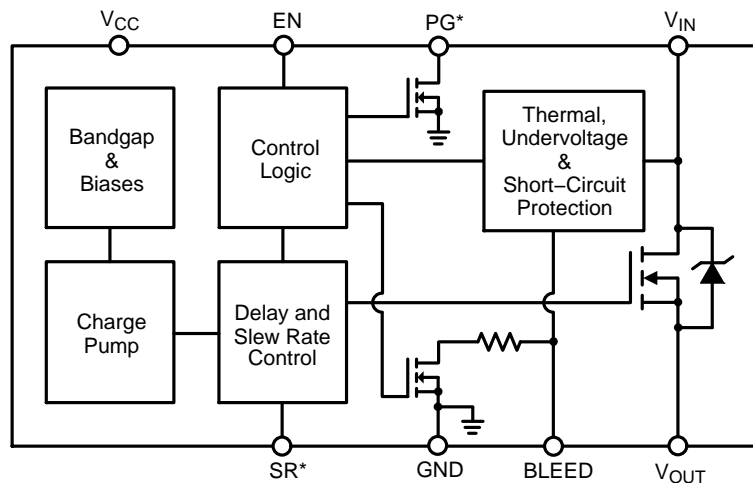 VCC EN PG* VIN
Bandgap
&
Biases
Control
Logic
Thermal,
Undervoltage
&
Short−Circuit
Protection
Charge
Pump
Delay and
Slew Rate
Control
SR* GND BLEED VOUT